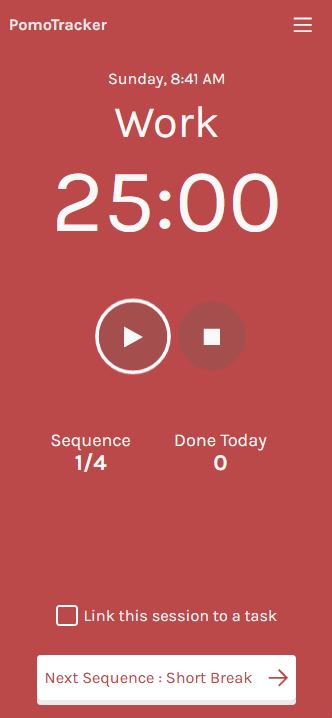 PomoTracker
Sunday, 8:41 AM
Work
25:00
Sequence Done Today
1/4 0
Link this session to a task
Next Sequence : Short Break